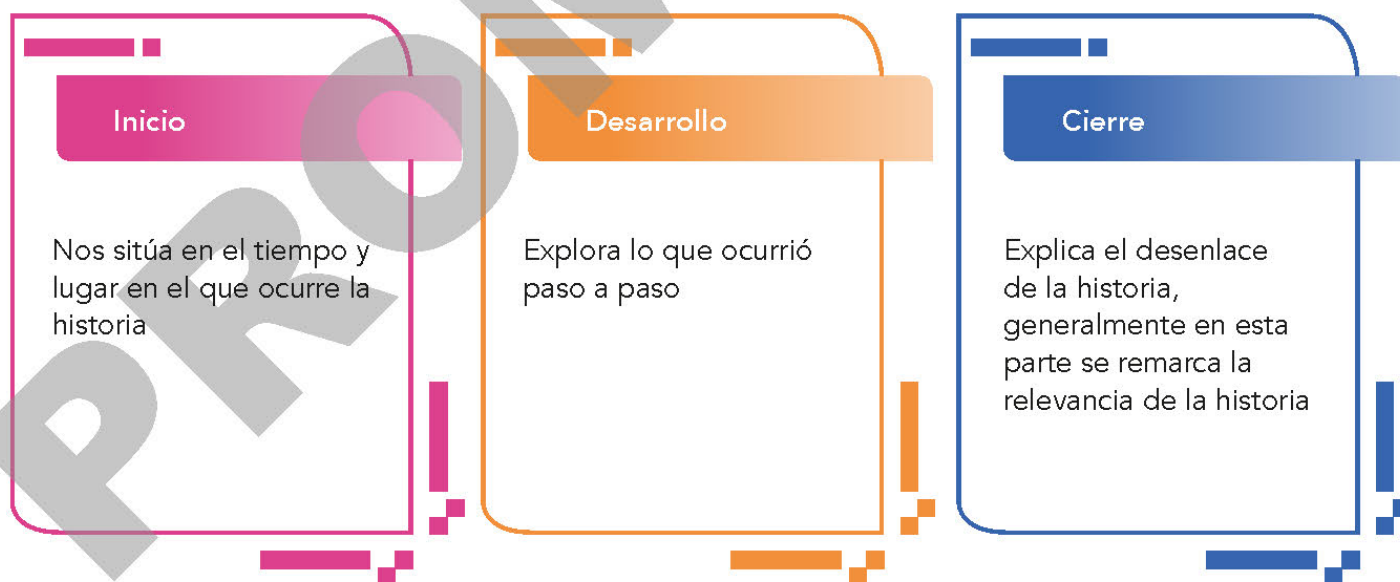 Inicio
Nos sitúa en el tiempo y
lugar en el que ocurre la
historia
Desarrollo
Explora lo que ocurrió
paso a paso
Cierre
Explica el desenlace
de la historia,
generalmente en esta
parte se remarca la
relevancia de la historia
PROM